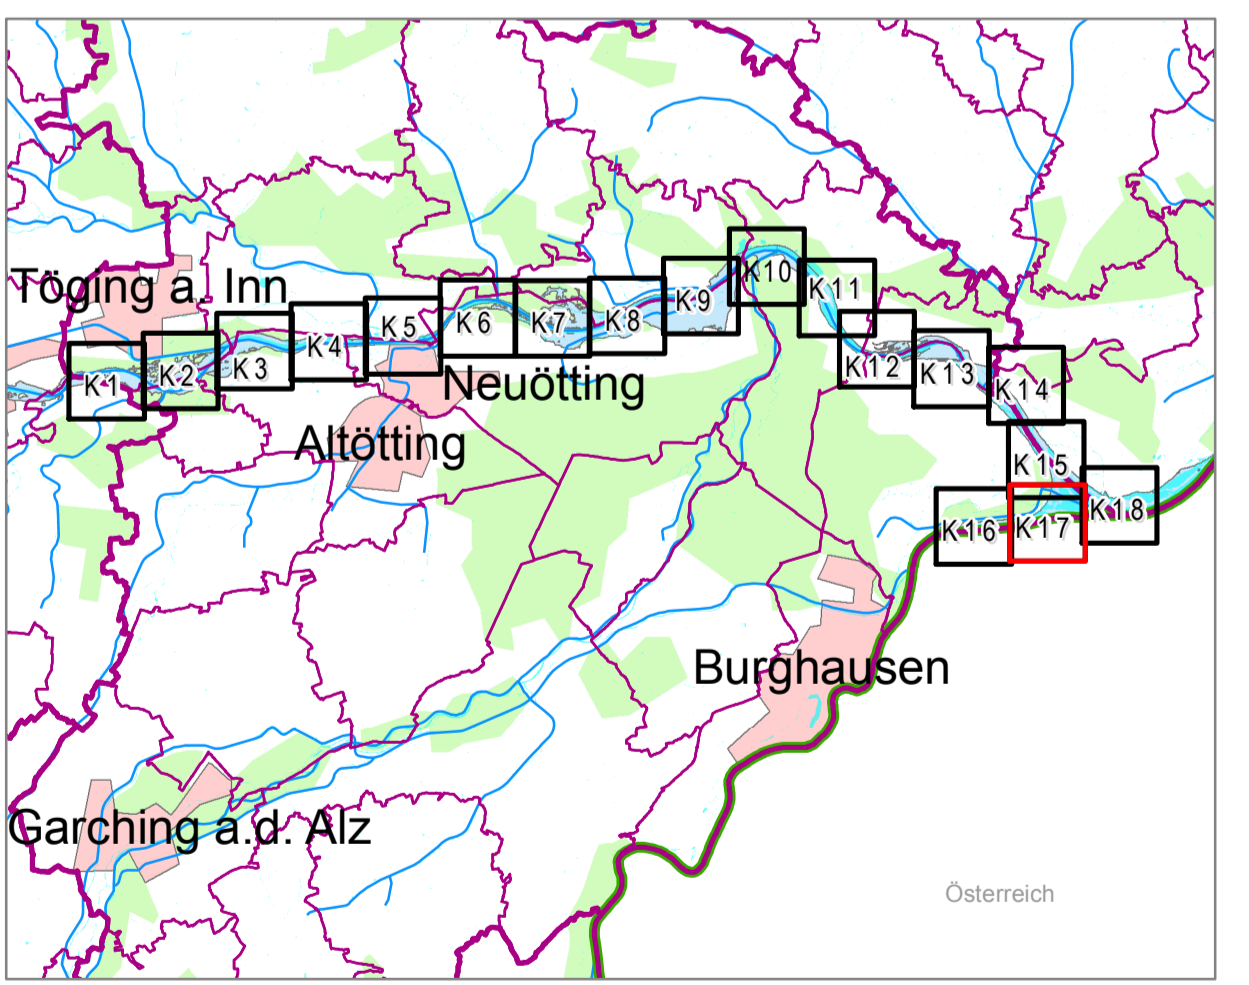 K10
Töging a. Inn
K11
K9
K5
K6
K7
K8
K4
K3
K2
K1
K12
K13
K14
Neuötting
Altötting
K15
K18
K16
K17
Burghausen
Garching a.d. Alz
Österreich